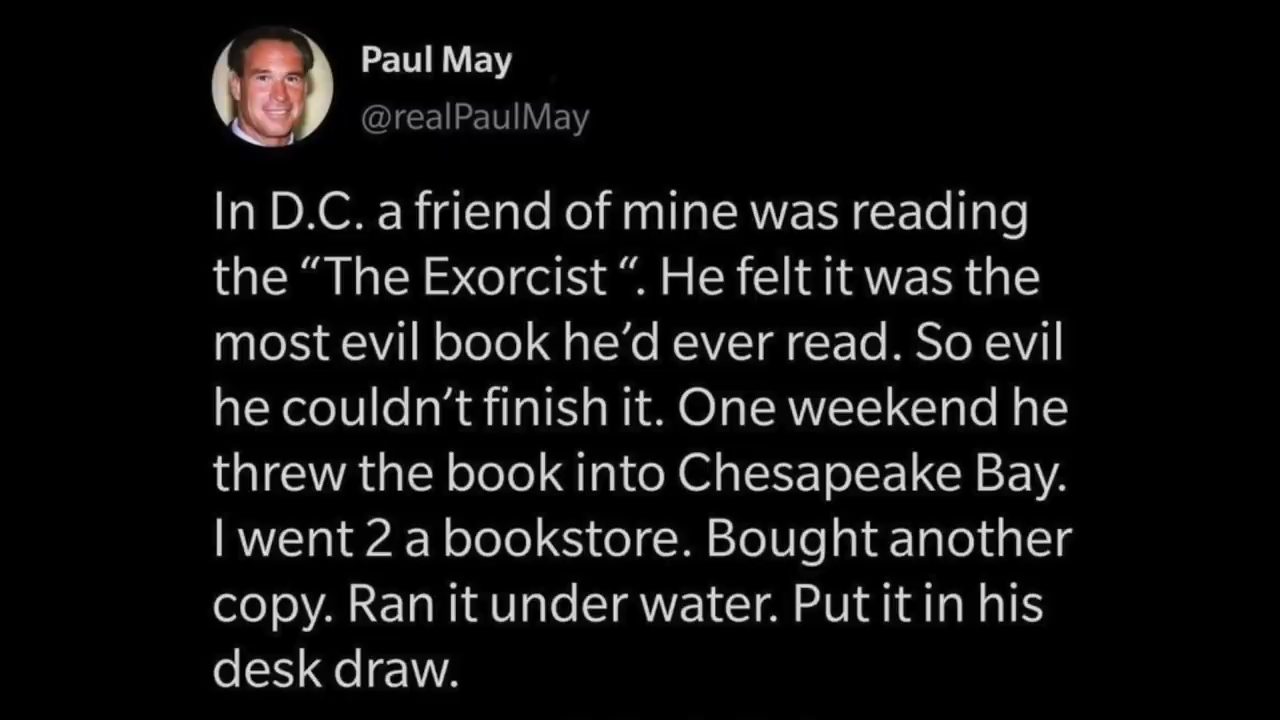 Paul May
@realPaulMay
In D.C. a friend of mine was reading
the “The Exorcist “. He felt it was the
most evil book he’d ever read. So evil
he couldn’t finish it. One weekend he
threw the book into Chesapeake Bay.
I went 2 a bookstore. Bought another
copy. Ran it under water. Put it in his
desk draw.